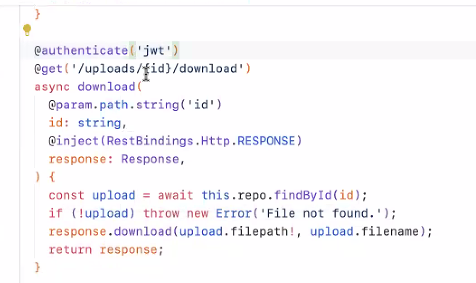 }
@authenticate('jwt')
@get('/uploads/{id}/download')
async download(
@param.path.string('id')
id: string,
@inject(RestBindings.Http.RESPONSE)
response: Response,
) {
const upload = await this.repo.findById(id);
if (!upload) throw new Error('File not found.');
response.download(upload.filepath!, upload.filename);
return response;
}